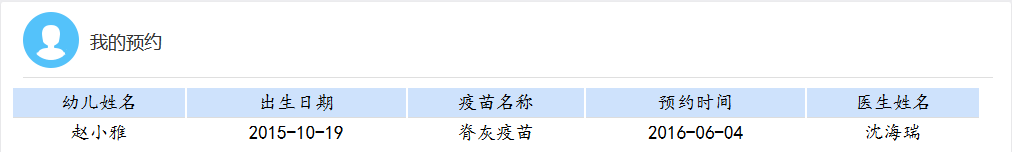 我的预约
幼儿姓名 出生日期 疫苗名称 预约时间 医生姓名
赵小雅 2015-10-19 脊灰疫苗 2016-06-04 沈海瑞